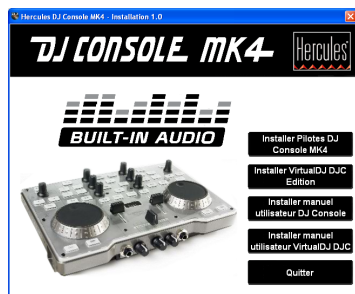 Hercules DJ Console MK4 - Installation 1.0
DJ CONSOLE MK4
Hercules
BUILT-IN AUDIO
Installer Pilotes DJ
Console MK4
Installer VirtualDJ DJC
Edition
Installer manuel
utilisateur DJ Console
Installer manuel
utilisateur VirtualDJ DJC
Quitter